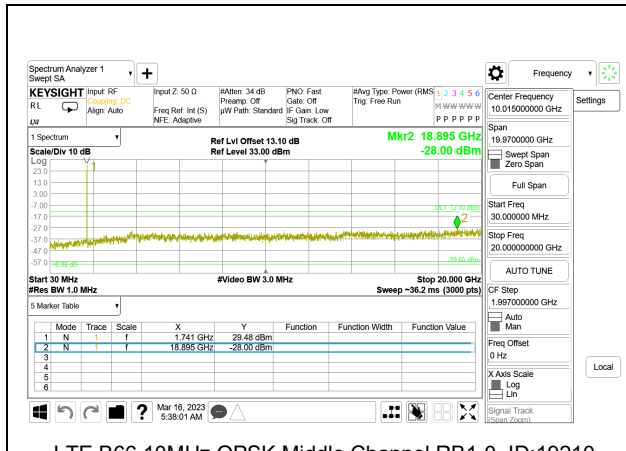 Spectrum Analyzer 1
Swept SA
Frequency
Settings
KEYSIGHT
Input: RF
Coupling: DC
Align: Auto
Input Z: 50 Ω
Freq Ref: Int (S)
NFE: Adaptive
#Atten: 34 dB
Preamp: Off
µW Path: Standard
PNO: Fast
Gate: Off
IF Gain: Low
Sig Track: Off
#Avg Type: Power (RMS
Trig: Free Run
1 2 3 4 5 6
M W W W W W
P P P P P P
R L
LXI
1 Spectrum
Scale/Div 10 dB
Log
Ref Lvl Offset 13.10 dB
Ref Level 33.00 dBm
Mkr2 18.895 GHz
-28.00 dBm
23.0
13.0
3.00
-7.00
-17.0
-27.0
-37.0
-47.0
-57.0
1
DL1 -13.00 dBm
2
Start 30 MHz
#Res BW 1.0 MHz
#Video BW 3.0 MHz
Stop 20.000 GHz
Sweep ~36.2 ms (3000 pts)
5 Marker Table
Mode Trace Scale X Y Function Function Width Function Value
1 N 1 f 1.741 GHz 29.48 dBm
2 N 1 f 18.895 GHz -28.00 dBm
3
4
5
6
Mar 16, 2023
5:38:01 AM
Center Frequency
10.015000000 GHz
Span
19.9700000 GHz
Swept Span
Zero Span
Full Span
Start Freq
30.000000 MHz
Stop Freq
20.000000000 GHz
AUTO TUNE
CF Step
1.997000000 GHz
Auto
Man
Freq Offset
0 Hz
X Axis Scale
Log
Lin
Signal Track
(Span Zoom)
Local